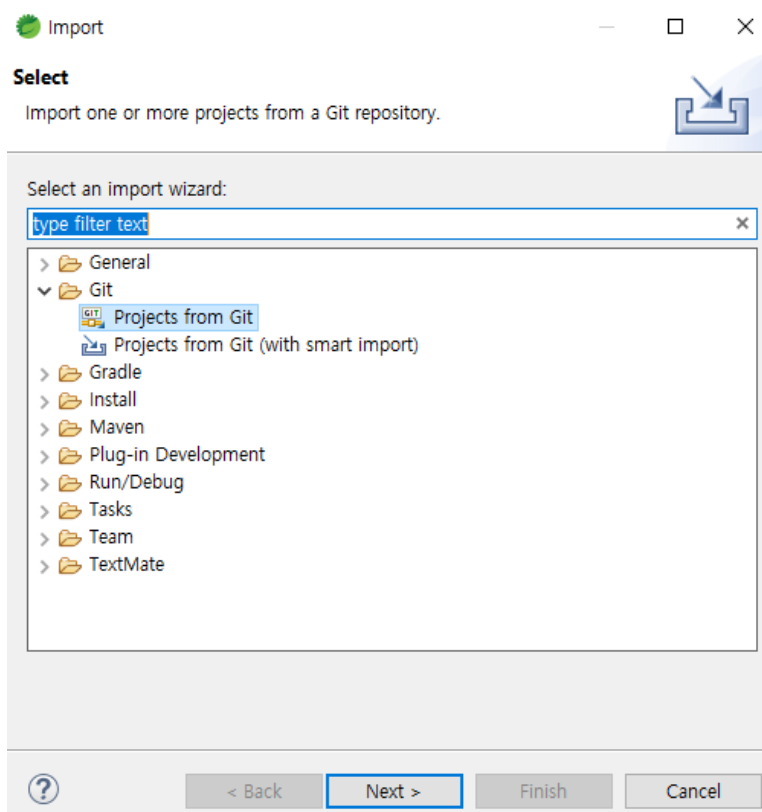 Import
Select
Import one or more projects from a Git repository.
Select an import wizard:
type filter text
General
Git
GIT Projects from Git
Projects from Git (with smart import)
Gradle
Install
Maven
Plug-in Development
Run/Debug
Tasks
Team
TextMate
? < Back Next > Finish Cancel